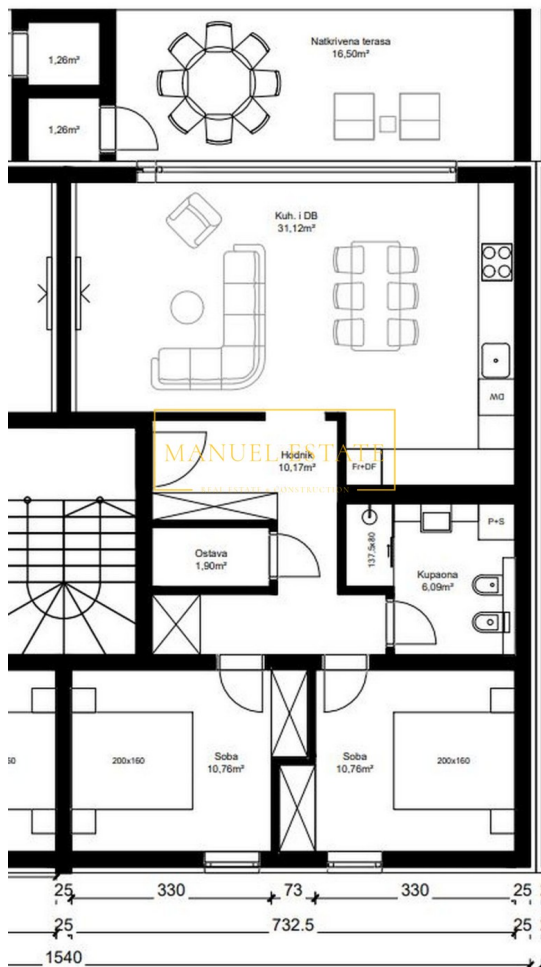 1,26m²
1,26m²
Natkrivena terasa
16,50m²
Kuh. i DB
31,12m²
DW
MANUEL ESTATE
REAL ESTATE & CONSTRUCTION
Hodnik
10,17m²
Fr+DF
137.5x80
P+S
Ostava
1,90m²
Kupaona
6,09m²
60
200x160
Soba
10,76m²
Soba
10,76m²
200x160
25 330 73 330 25
25 732.5 25
1540